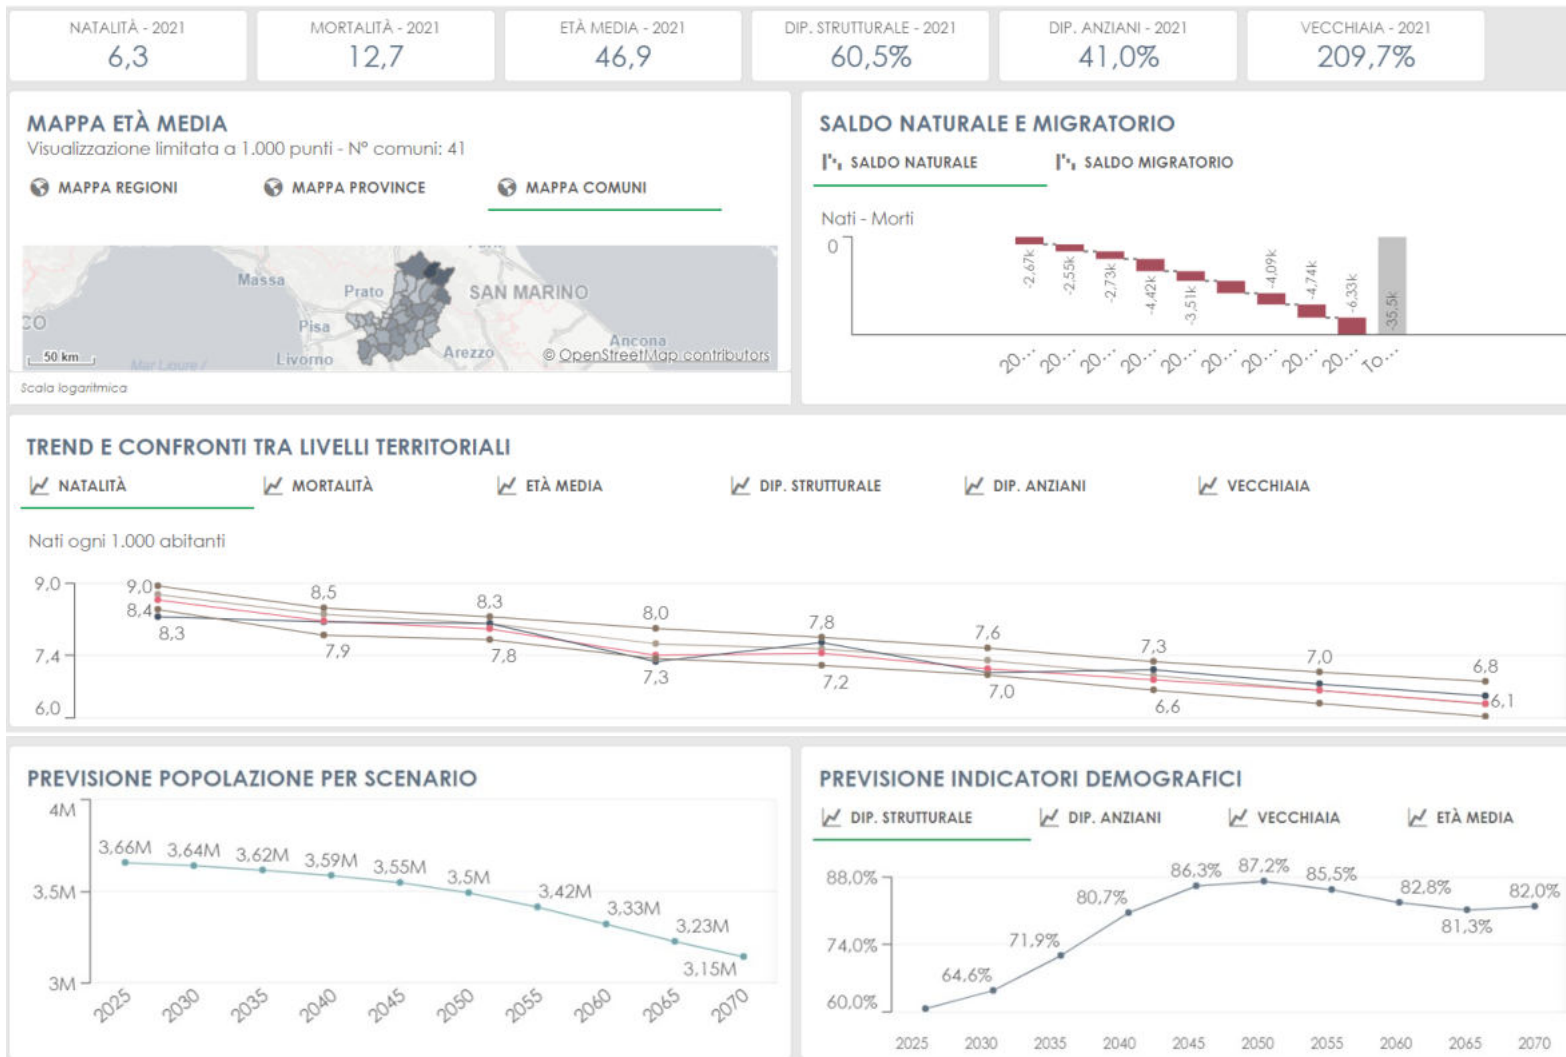 NATALITÀ - 2021
6,3
MORTALITÀ - 2021
12,7
ETÀ MEDIA - 2021
46,9
DIP. STRUTTURALE - 2021
60,5%
DIP. ANZIANI - 2021
41,0%
VECCHIAIA - 2021
209,7%
MAPPA ETÀ MEDIA
Visualizzazione limitata a 1.000 punti - N° comuni: 41
MAPPA REGIONI
MAPPA PROVINCE
MAPPA COMUNI
Massa
Prato
SAN MARINO
Pisa
Livorno
Arezzo
Ancona
Mar Ligure /
50 km
© OpenStreetMap contributors
Scala logaritmica
SALDO NATURALE E MIGRATORIO
SALDO NATURALE
SALDO MIGRATORIO
Nati - Morti
0
-2,67k
-2,55k
-2,73k
-4,42k
-3,51k
-4,09k
-4,74k
-6,33k
-35,5k
20... 20... 20... 20... 20... 20... 20... 20... 20... To...
TREND E CONFRONTI TRA LIVELLI TERRITORIALI
NATALITÀ
MORTALITÀ
ETÀ MEDIA
DIP. STRUTTURALE
DIP. ANZIANI
VECCHIAIA
Nati ogni 1.000 abitanti
9,0
7,4
6,0
9,0 8,5 8,3 8,0 7,8 7,6 7,3 7,0 6,8
8,4
8,3 7,9 7,8 7,3 7,2 7,0 6,6 6,1
PREVISIONE POPOLAZIONE PER SCENARIO
4M
3,5M
3M
3,66M 3,64M 3,62M 3,59M 3,55M 3,5M 3,42M 3,33M 3,23M 3,15M
2025 2030 2035 2040 2045 2050 2055 2060 2065 2070
PREVISIONE INDICATORI DEMOGRAFICI
DIP. STRUTTURALE
DIP. ANZIANI
VECCHIAIA
ETÀ MEDIA
88,0%
74,0%
60,0%
64,6% 71,9% 80,7% 86,3% 87,2% 85,5% 82,8% 81,3% 82,0%
2025 2030 2035 2040 2045 2050 2055 2060 2065 2070